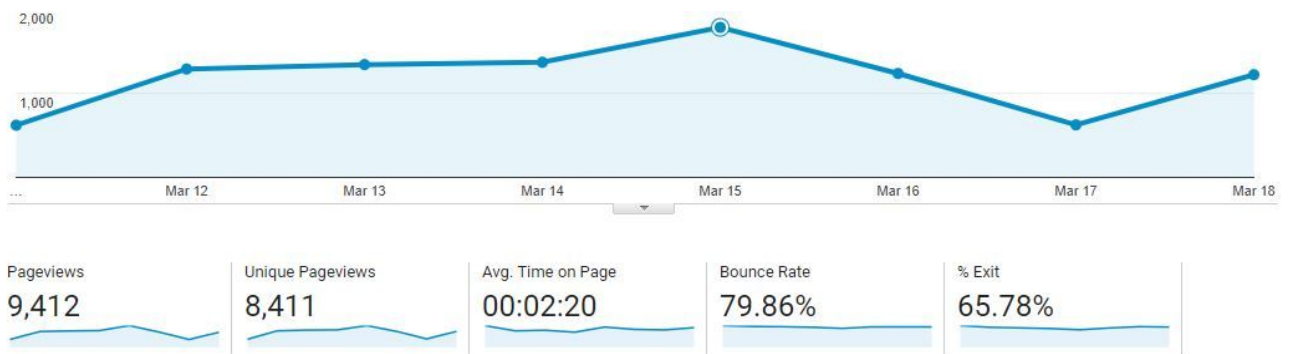 2,000
1,000
... Mar 12 Mar 13 Mar 14 Mar 15 Mar 16 Mar 17 Mar 18
Pageviews Unique Pageviews Avg. Time on Page Bounce Rate % Exit
9,412 8,411 00:02:20 79.86% 65.78%